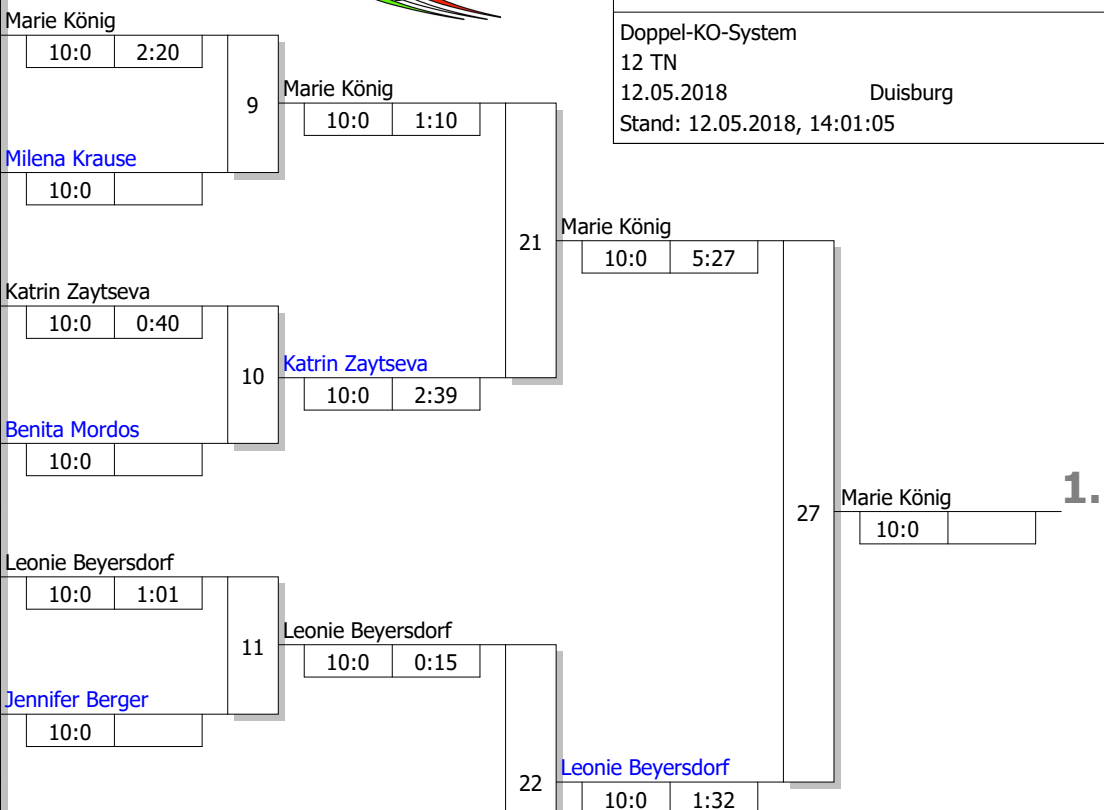 Marie König
10:0 2:20
9
Marie König
10:0 1:10
Milena Krause
10:0
21
Marie König
10:0 5:27
Katrin Zaytseva
10:0 0:40
10
Katrin Zaytseva
10:0 2:39
Benita Mordos
10:0
27
Marie König
10:0
1.
Leonie Beyersdorf
10:0 1:01
11
Leonie Beyersdorf
10:0 0:15
Jennifer Berger
10:0
22
Leonie Beyersdorf
10:0 1:32
Doppel-KO-System
12 TN
12.05.2018 Duisburg
Stand: 12.05.2018, 14:01:05